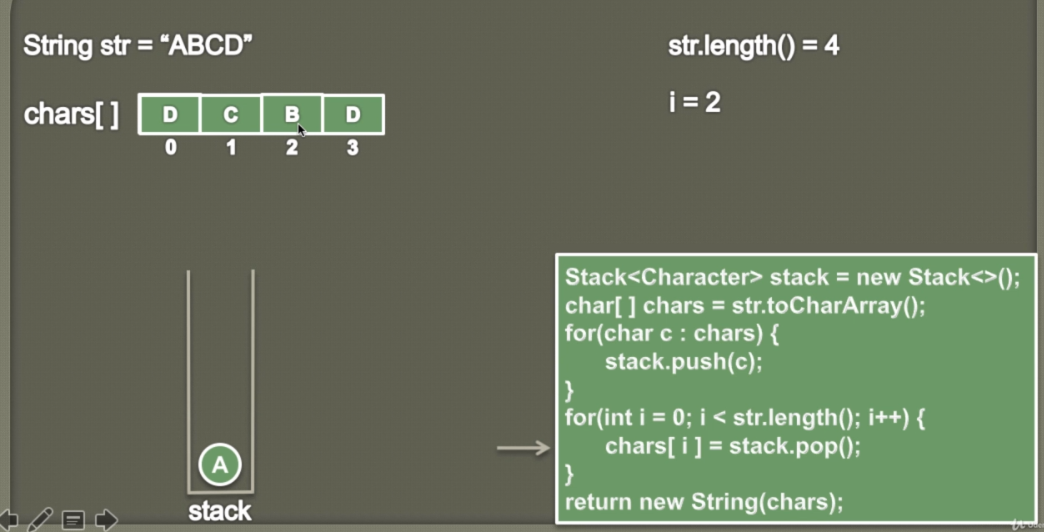 String str = “ABCD”
str.length() = 4
i = 2
chars[ ] D C B D
0 1 2 3
A
stack
Stack<Character> stack = new Stack<>();
char[ ] chars = str.toCharArray();
for(char c : chars) {
stack.push(c);
}
for(int i = 0; i < str.length(); i++) {
chars[ i ] = stack.pop();
}
return new String(chars);